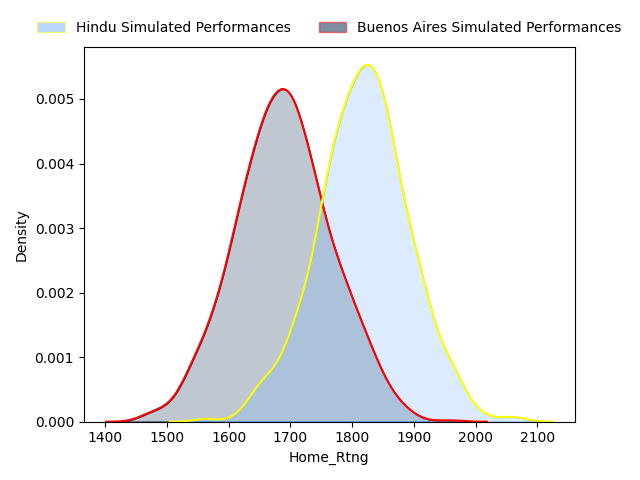 Hindu Simulated Performances Buenos Aires Simulated Performances
0.005
0.004
0.003
0.002
0.001
0.000
Density
1400 1500 1600 1700 1800 1900 2000 2100
Home_Rtng